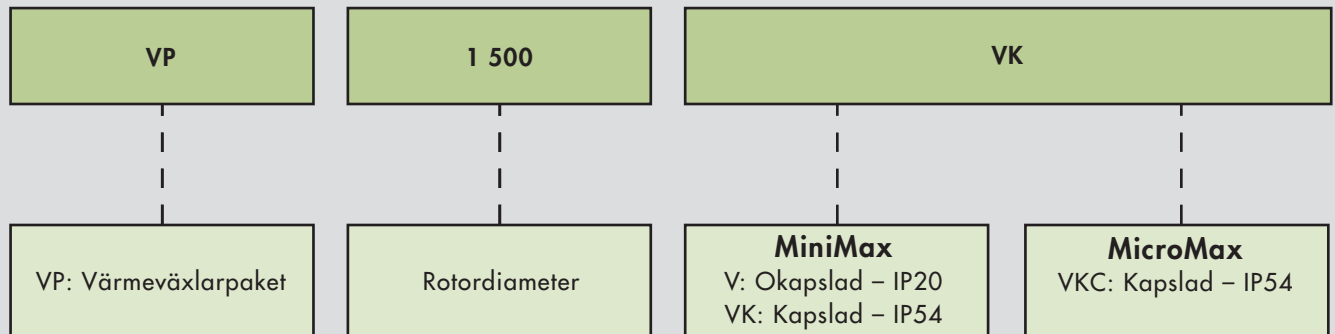 VP
1 500
VK
VP: Värmeväxlarpaket
Rotordiameter
MiniMax
V: Okapslad – IP20
VK: Kapslad – IP54
MicroMax
VKC: Kapslad – IP54